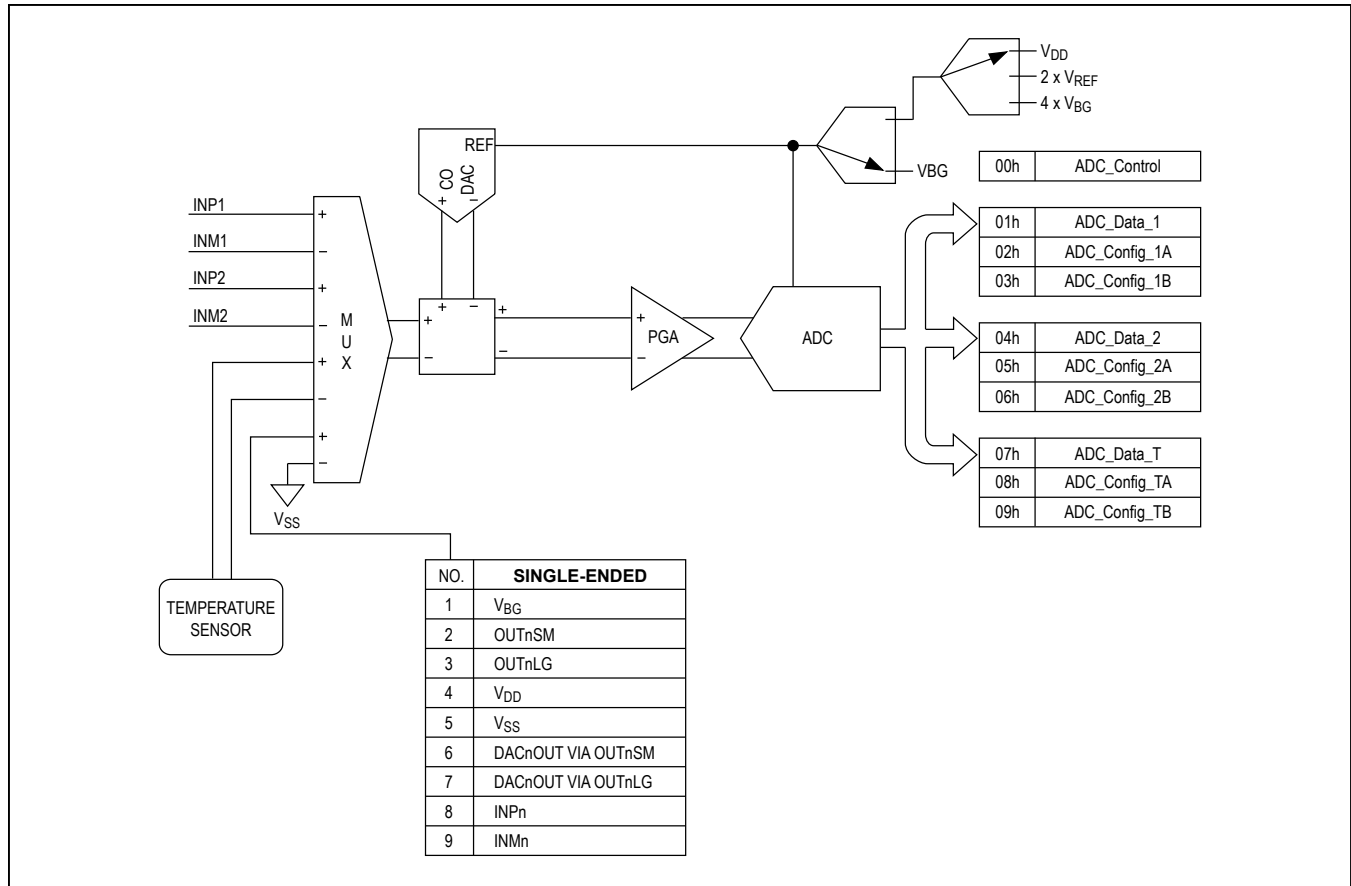 VDD
2 x VREF
4 x VBG
REF
CO DAC
+ −
VBG
00h ADC_Control
INP1
INM1
INP2
INM2
+
−
+
−
+
−
+
−
MUX
VSS
+ −
+
−
+
−
+
−
PGA
ADC
01h ADC_Data_1
02h ADC_Config_1A
03h ADC_Config_1B
04h ADC_Data_2
05h ADC_Config_2A
06h ADC_Config_2B
07h ADC_Data_T
08h ADC_Config_TA
09h ADC_Config_TB
TEMPERATURE
SENSOR
NO. SINGLE-ENDED
1 VBG
2 OUTnSM
3 OUTnLG
4 VDD
5 VSS
6 DACnOUT VIA OUTnSM
7 DACnOUT VIA OUTnLG
8 INPn
9 INMn